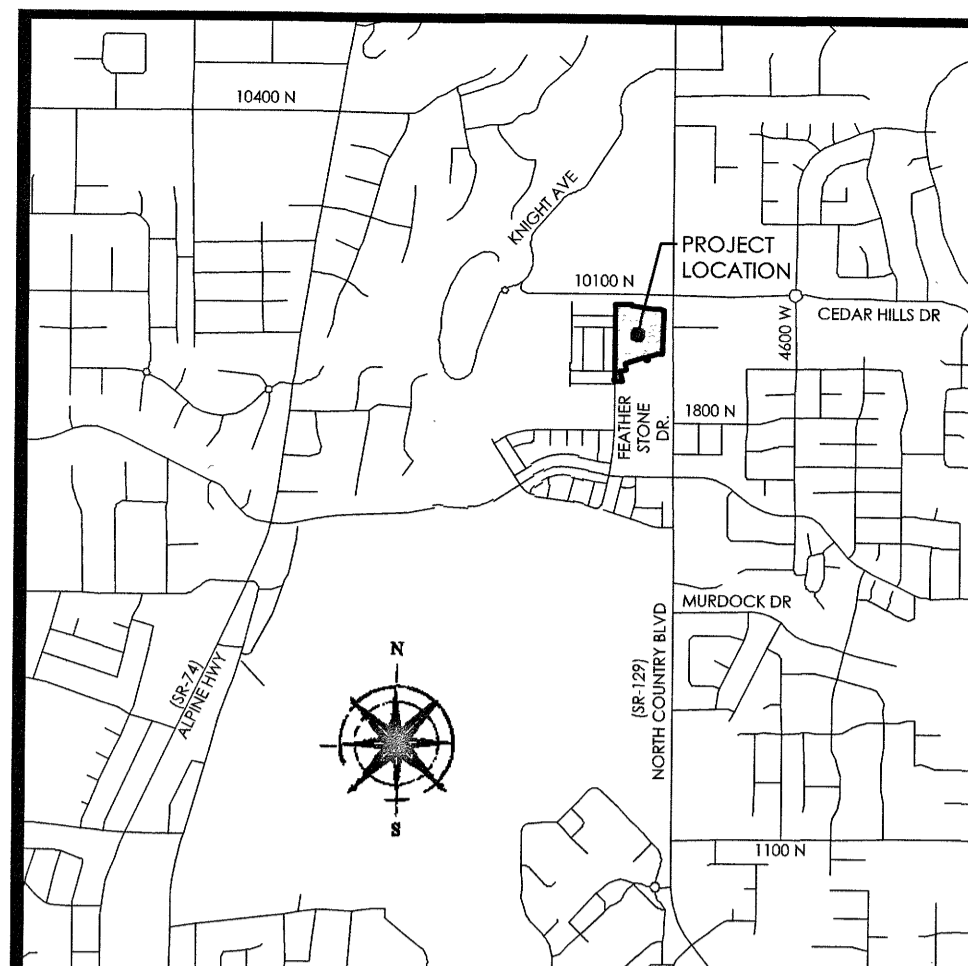 10400 N
KNIGHT AVE
PROJECT
LOCATION
10100 N
CEDAR HILLS DR
4600 W
FEATHER
STONE
DR.
1800 N
MURDOCK DR
(SR-129)
NORTH COUNTRY BLVD
(SR-74)
ALPINE HWY
N
S
1100 N